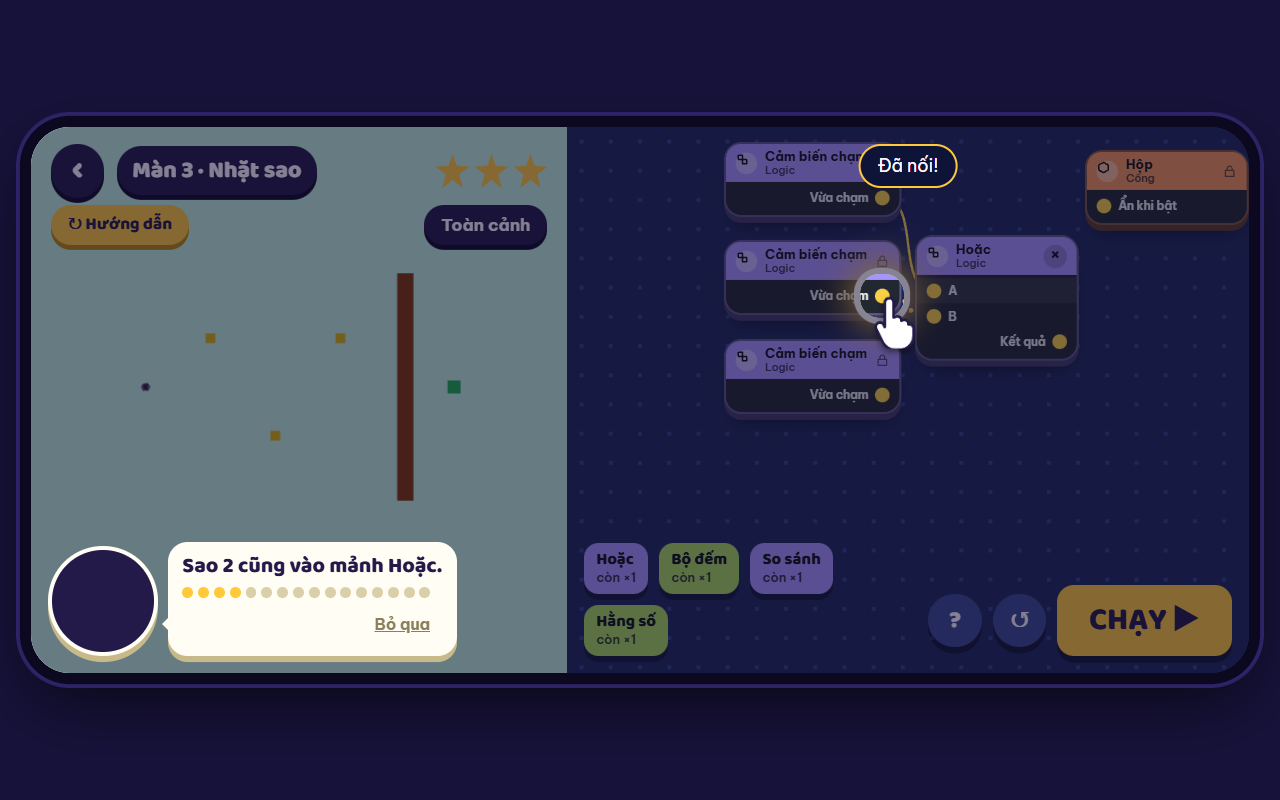 Màn 3 • Nhặt sao
↻ Hướng dẫn
Toàn cảnh
Sao 2 cũng vào mảnh Hoặc.
Bỏ qua
Cảm biến chạm
Logic
Vừa chạm
Đã nối!
Cảm biến chạm
Logic
Vừa chạm
Cảm biến chạm
Logic
Vừa chạm
Hoặc
Logic
A
B
Kết quả
Hộp
Cổng
Ẩn khi bật
Hoặc
còn ×1
Bộ đếm
còn ×1
So sánh
còn ×1
Hằng số
còn ×1
?
↺
CHẠY ▶